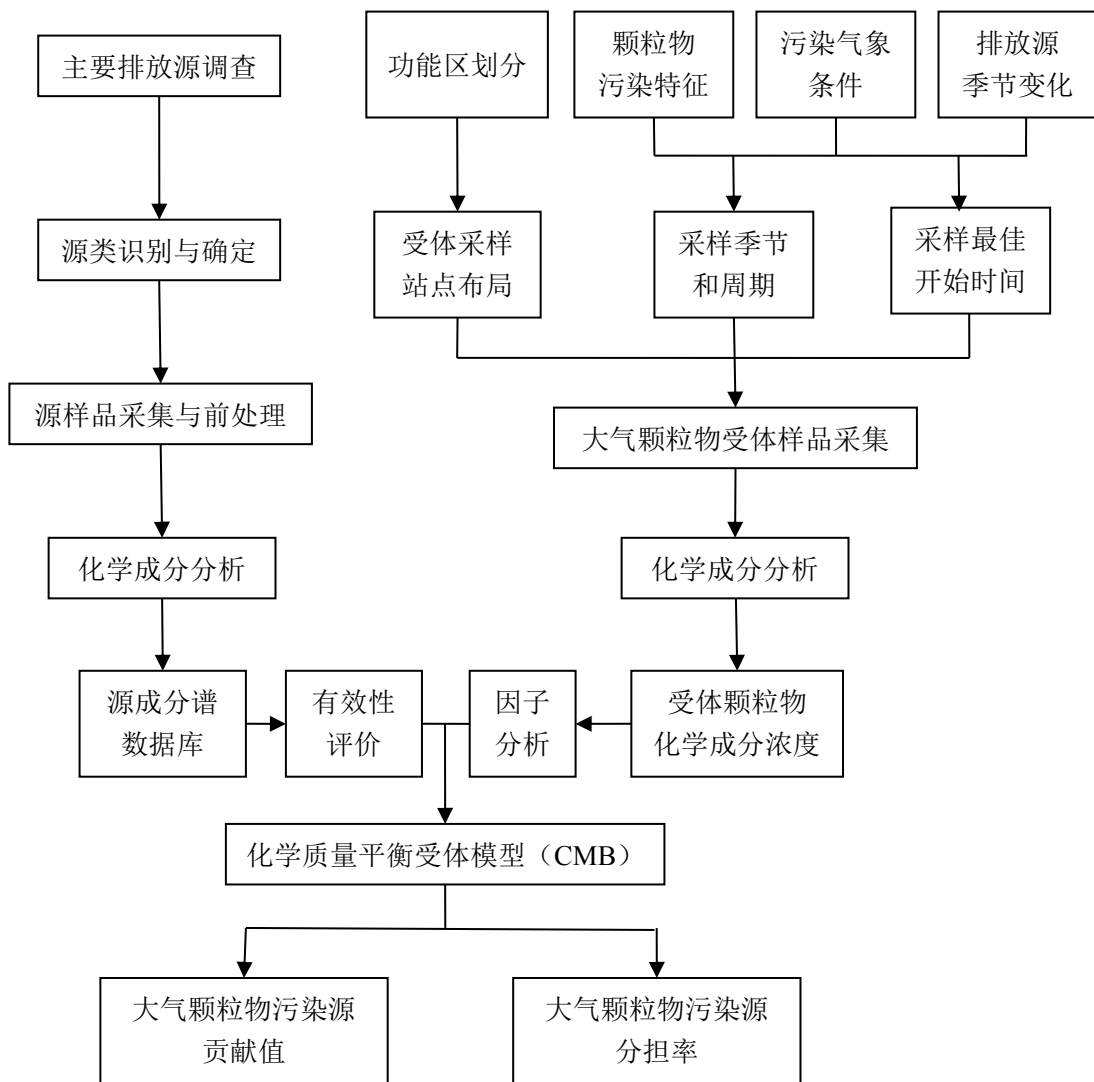 主要排放源调查
功能区划分
颗粒物
污染特征
污染气象
条件
排放源
季节变化
源类识别与确定
受体采样
站点布局
采样季节
和周期
采样最佳
开始时间
源样品采集与前处理
大气颗粒物受体样品采集
化学成分分析
化学成分分析
源成分谱
数据库
有效性
评价
因子
分析
受体颗粒物
化学成分浓度
化学质量平衡受体模型（CMB）
大气颗粒物污染源
贡献值
大气颗粒物污染源
分担率